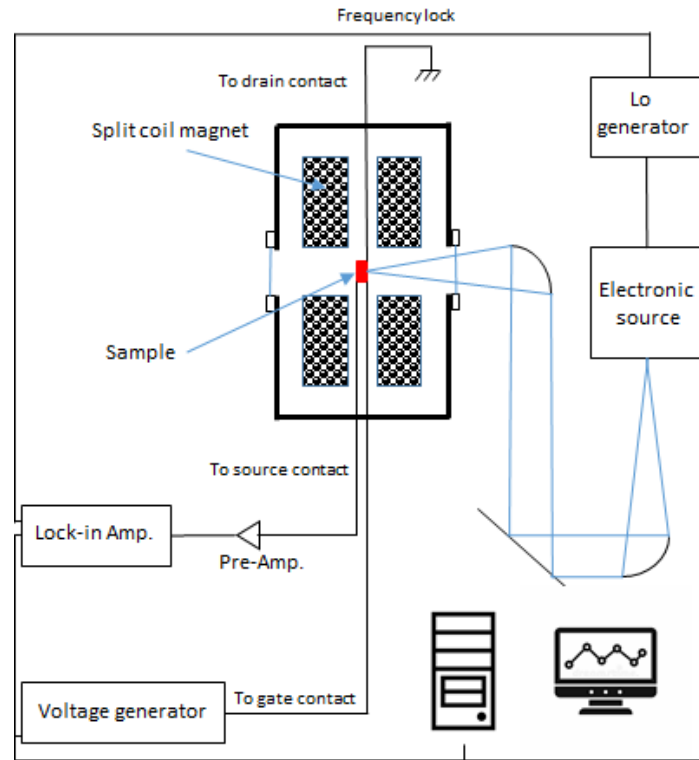 Frequency lock
To drain contact
Lo
generator
Split coil magnet
Electronic
source
Sample
To source contact
Lock-in Amp.
Pre-Amp.
To gate contact
Voltage generator